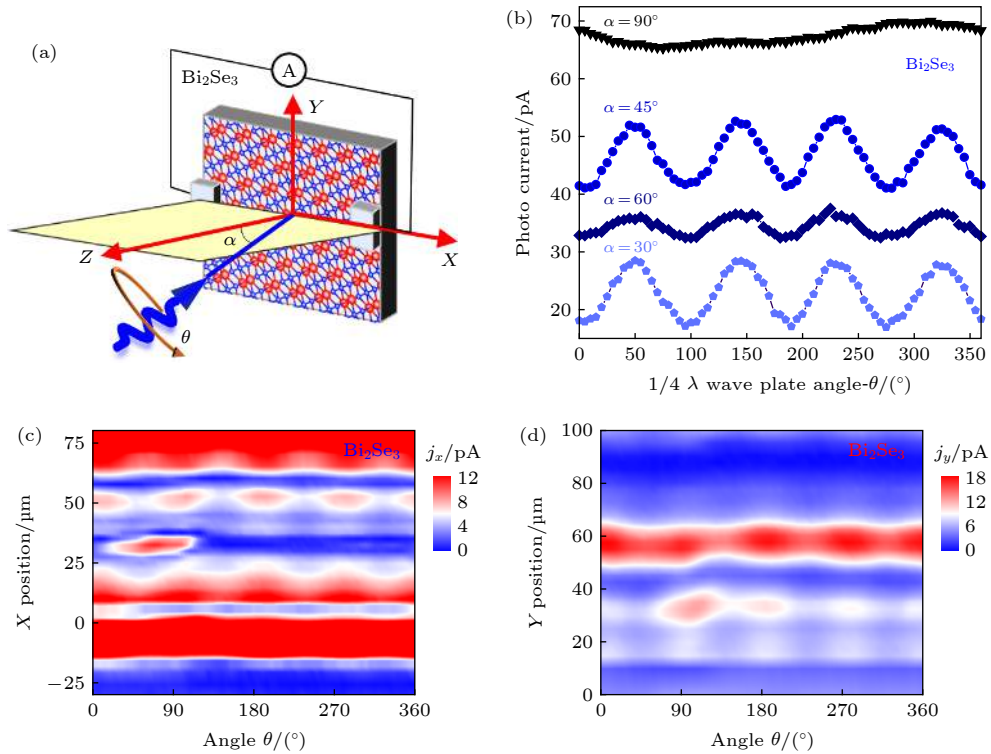 (a)
Bi₂Se₃
A
Y
α
Z
X
θ
(b)
70
60
50
40
30
20
Photo current/pA
α = 90°
Bi₂Se₃
α = 45°
α = 60°
α = 30°
0 50 100 150 200 250 300 350
1/4 λ wave plate angle-θ/(°)
(c)
75
50
25
0
−25
X position/μm
Bi₂Se₃
jₓ/pA
12
8
4
0
0 90 180 270 360
Angle θ/(°)
(d)
100
80
60
40
20
0
Y position/μm
Bi₂Se₃
j_y/pA
18
12
6
0
0 90 180 270 360
Angle θ/(°)